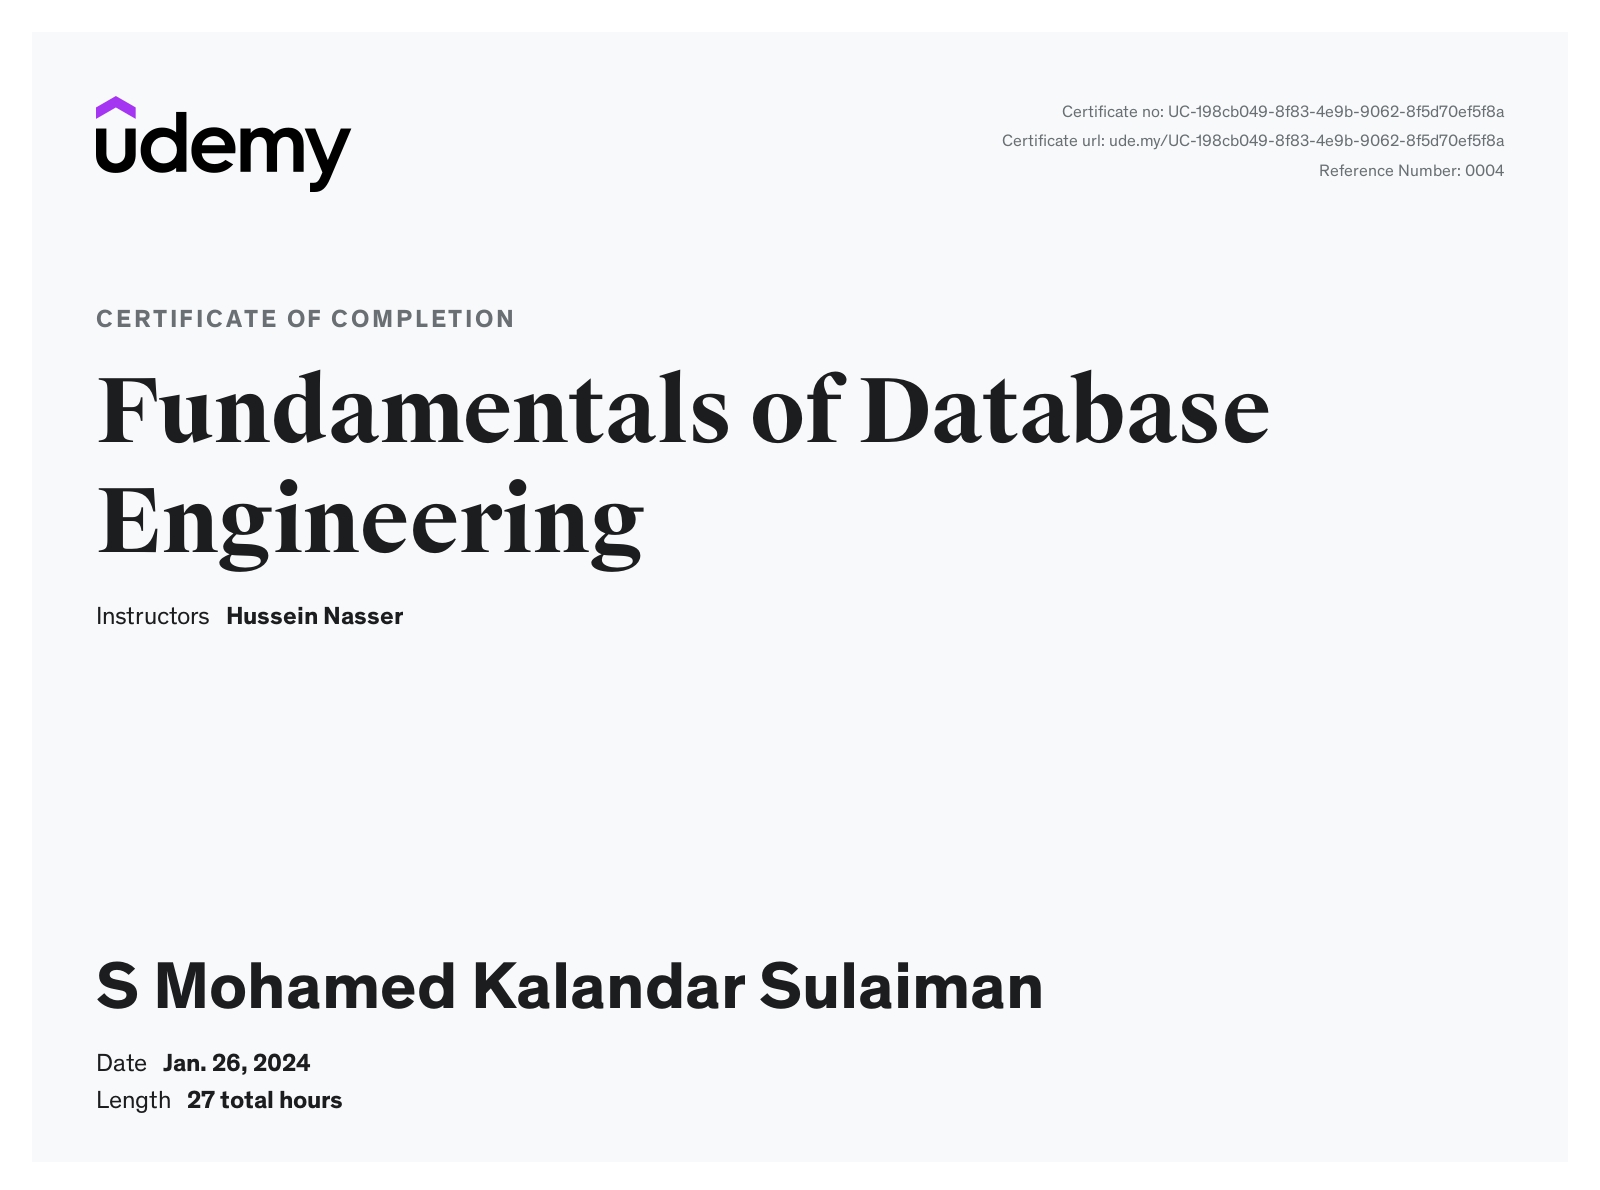 udemy
Certificate no: UC-198cb049-8f83-4e9b-9062-8f5d70ef5f8a
Certificate url: ude.my/UC-198cb049-8f83-4e9b-9062-8f5d70ef5f8a
Reference Number: 0004
CERTIFICATE OF COMPLETION
Fundamentals of Database
Engineering
Instructors Hussein Nasser
S Mohamed Kalandar Sulaiman
Date Jan. 26, 2024
Length 27 total hours